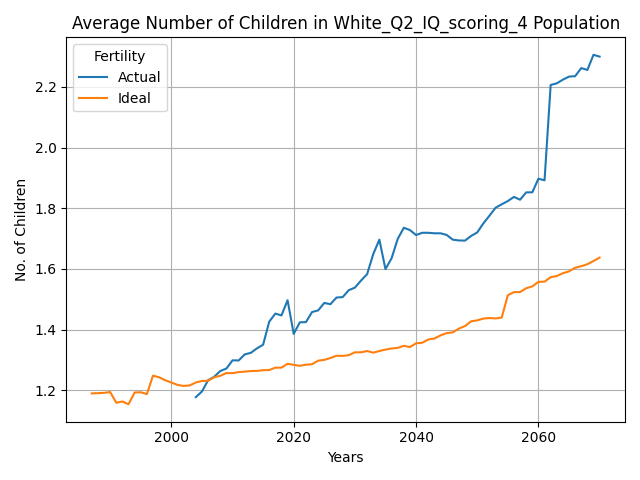 Average Number of Children in White_Q2_IQ_scoring_4 Population
Fertility
Actual
Ideal
No. of Children
2.2
2.0
1.8
1.6
1.4
1.2
2000 2020 2040 2060
Years